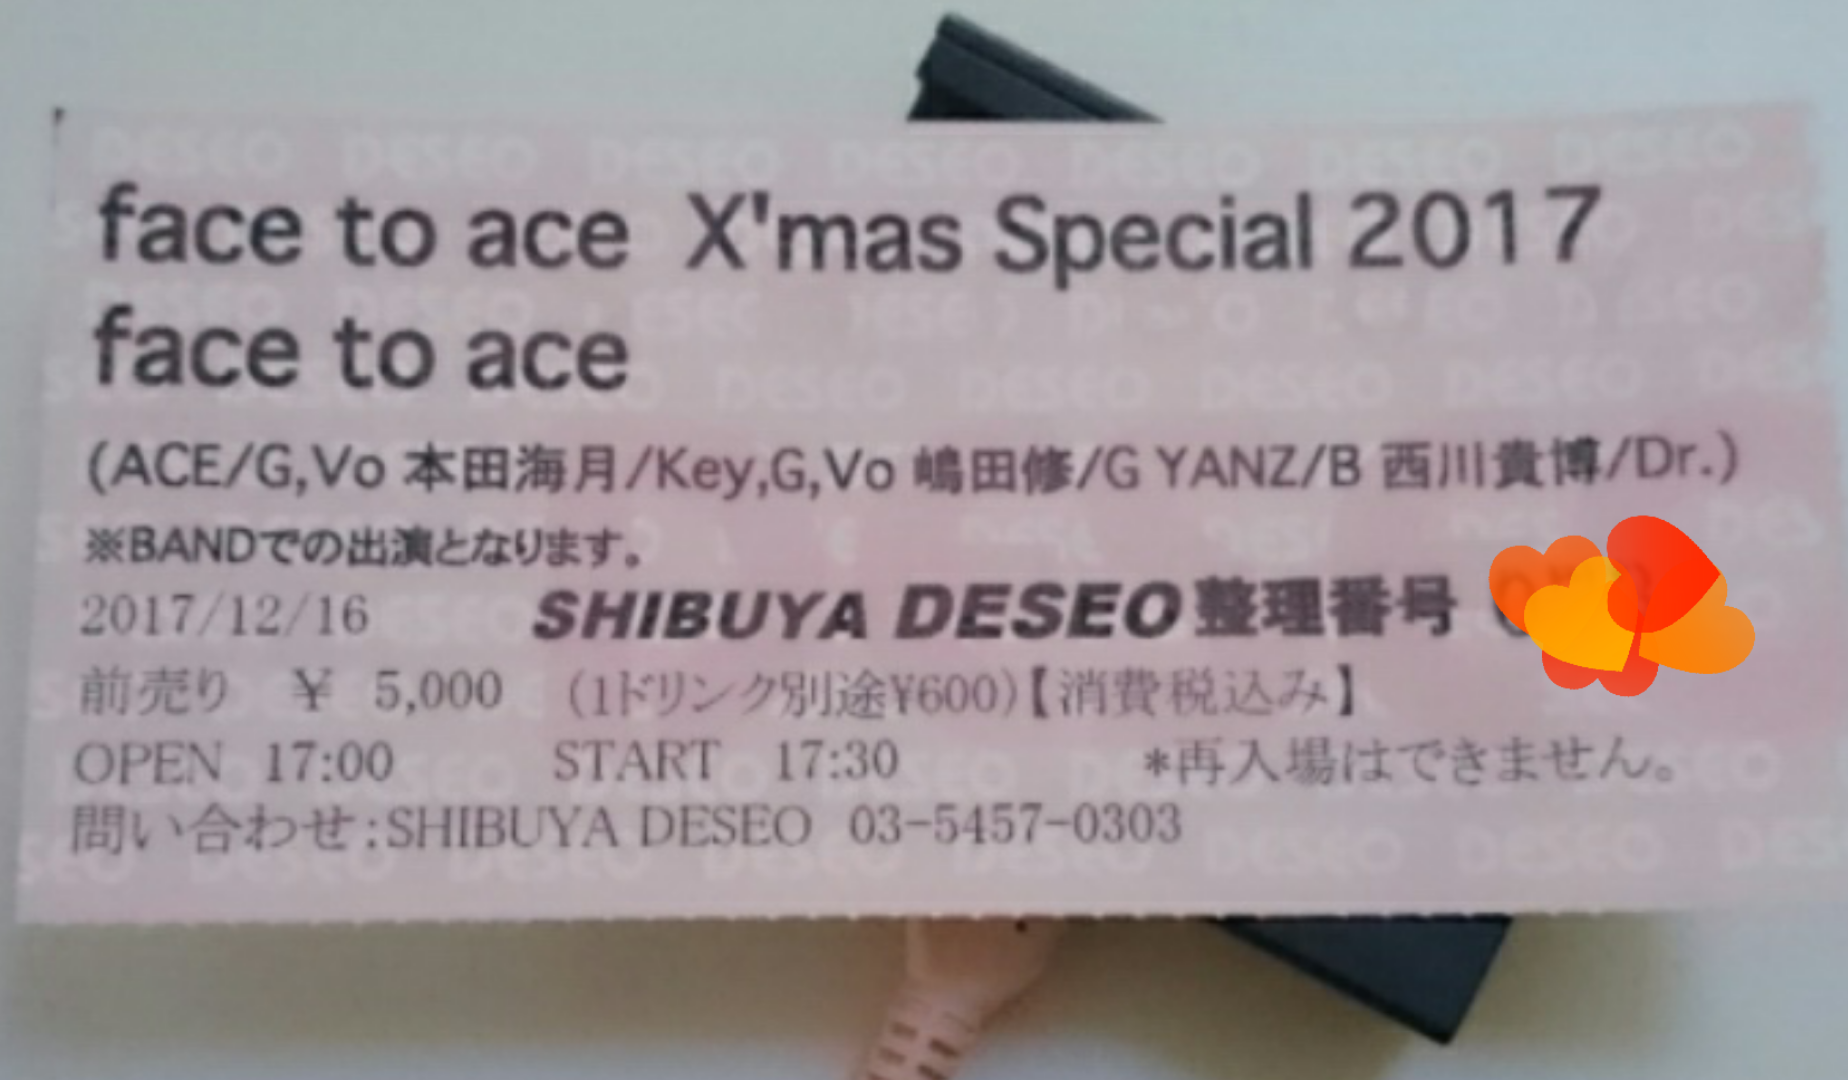 face to ace X'mas Special 2017
face to ace
(ACE/G,Vo 本田海月/Key,G,Vo 嶋田修/G YANZ/B 西川貴博/Dr.)
※BANDでの出演となります。
2017/12/16 SHIBUYA DESEO 整理番号
前売り ¥ 5,000 (1ドリンク別途¥600)【消費税込み】
OPEN 17:00 START 17:30 *再入場はできません。
問い合わせ:SHIBUYA DESEO 03-5457-0303